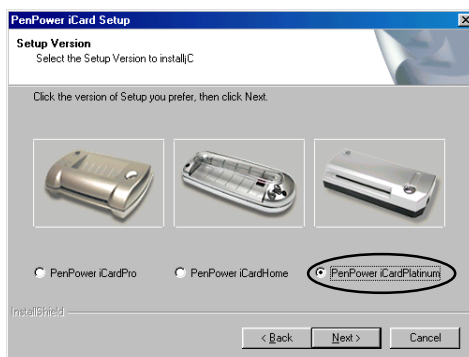 PenPower iCard Setup
Setup Version
Select the Setup Version to install¡C
Click the version of Setup you prefer, then click Next.
PenPower iCardPro
PenPower iCardHome
PenPower iCardPlatinum
InstallShield
< Back
Next >
Cancel